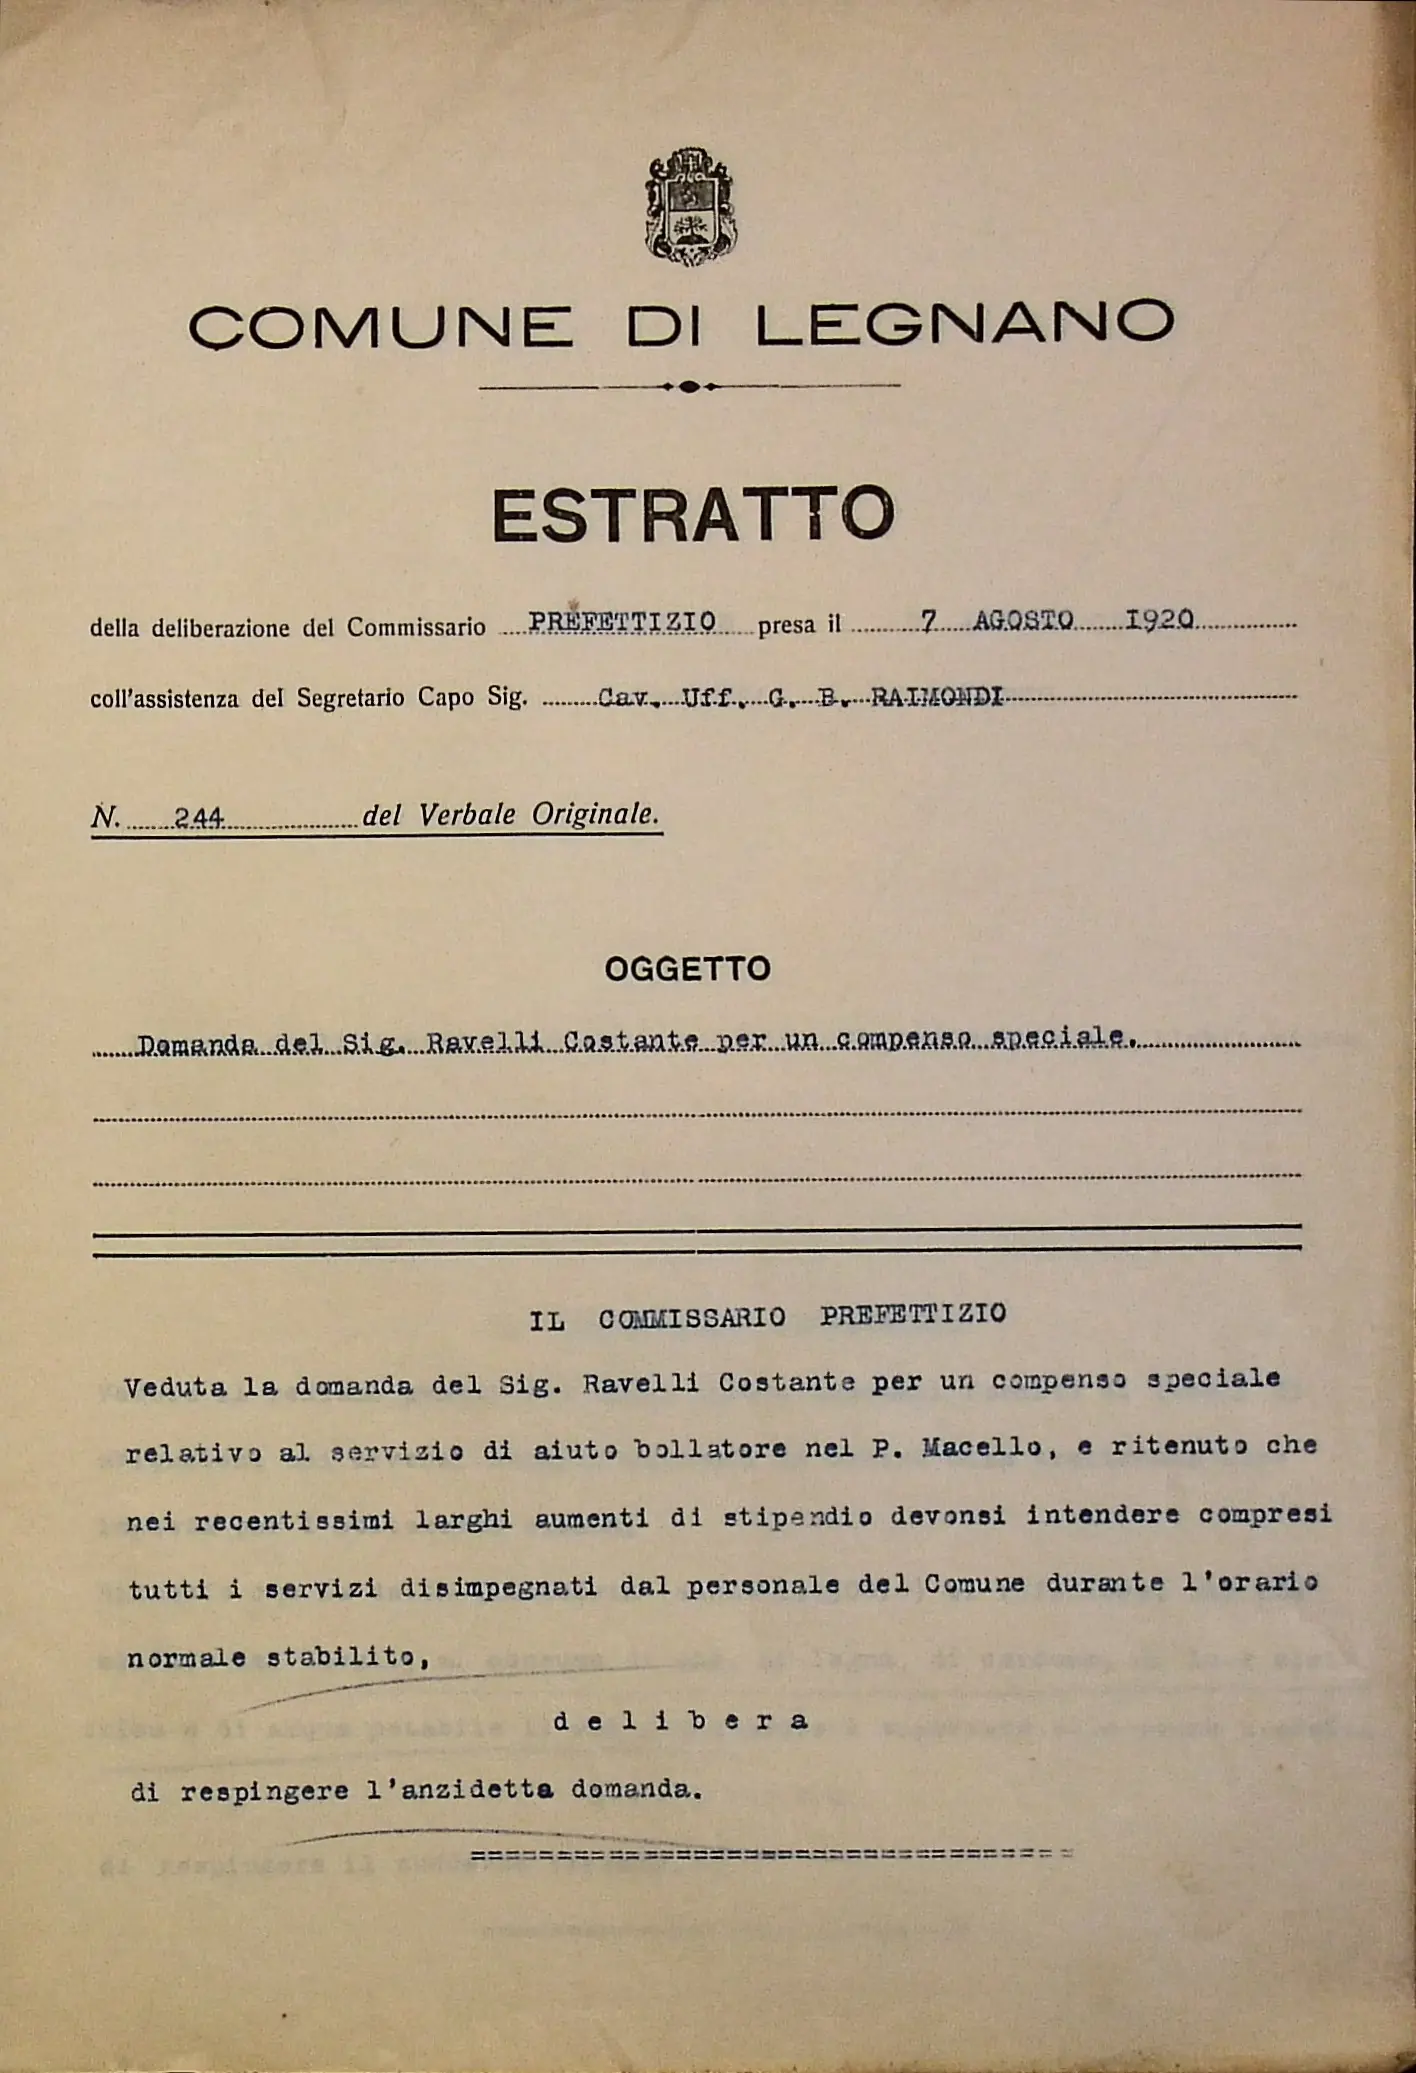 COMUNE DI LEGNANO
ESTRATTO
della deliberazione del Commissario PREFETTIZIO presa il 7 AGOSTO 1920
coll'assistenza del Segretario Capo Sig. Cav. Uff. G. B. RAIMONDI
N. 244 del Verbale Originale.
OGGETTO
Domanda del Sig. Ravelli Costante per un compenso speciale.
IL COMMISSARIO PREFETTIZIO
Veduta la domanda del Sig. Ravelli Costante per un compenso speciale
relativo al servizio di aiuto bollatore nel P. Macello, e ritenuto che
nei recentissimi larghi aumenti di stipendio devonsi intendere compresi
tutti i servizi disimpegnati dal personale del Comune durante l'orario
normale stabilito,
delibera
di respingere l'anzidetta domanda.